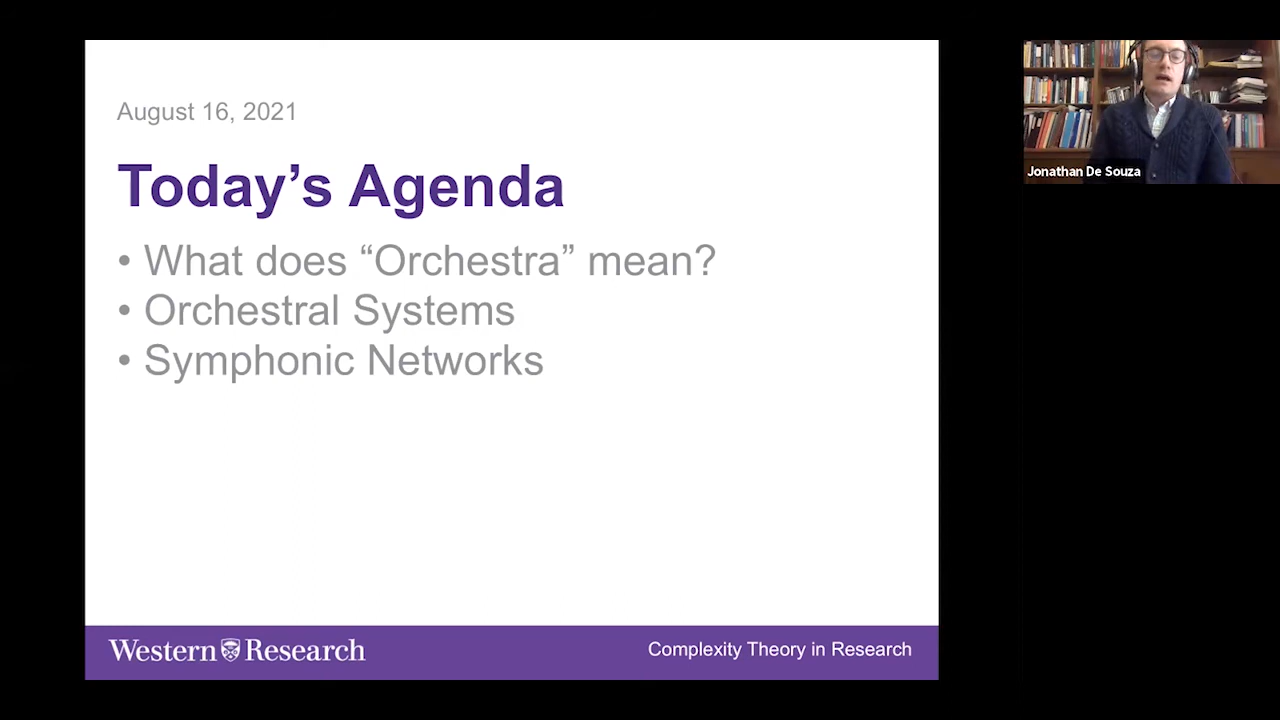 August 16, 2021
Today’s Agenda
• What does “Orchestra” mean?
• Orchestral Systems
• Symphonic Networks
Western Research
Complexity Theory in Research
Jonathan De Souza